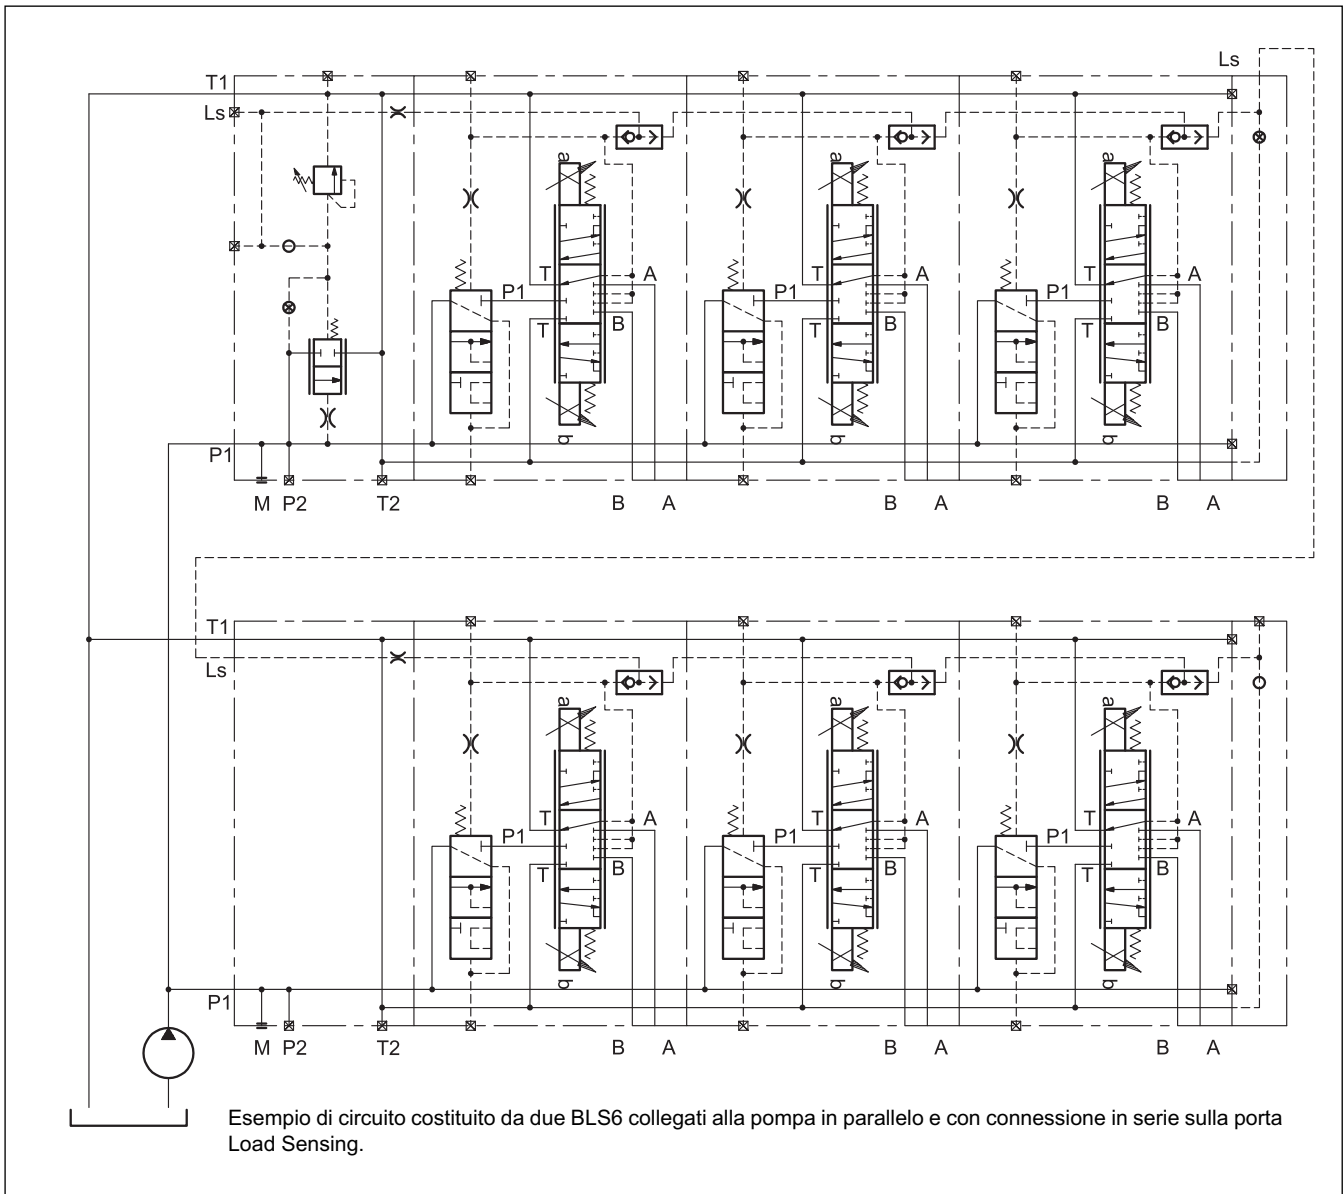 Ls
T1
Ls
a a a
T A T A T A
P1 P1 P1
T B T B T B
b b b
P1
M P2 T2 B A B A B A
T1
Ls
a a a
T A T A T A
P1 P1 P1
T B T B T B
b b b
P1
M P2 T2 B A B A B A
Esempio di circuito costituito da due BLS6 collegati alla pompa in parallelo e con connessione in serie sulla porta
Load Sensing.